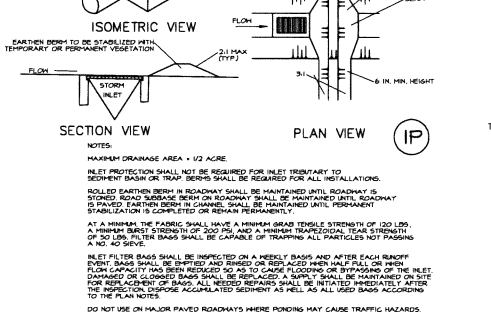 ISOMETRIC VIEW
FLOW
EARTHEN BERM TO BE STABILIZED WITH
TEMPORARY OR PERMANENT VEGETATION
2:1 MAX
(TYP.)
FLOW
STORM
INLET
3:1
6 IN. MIN. HEIGHT
SECTION VIEW
PLAN VIEW
IP
NOTES:
MAXIMUM DRAINAGE AREA = 1/2 ACRE.
INLET PROTECTION SHALL NOT BE REQUIRED FOR INLET TRIBUTARY TO
SEDIMENT BASIN OR TRAP. BERMS SHALL BE REQUIRED FOR ALL INSTALLATIONS.
ROLLED EARTHEN BERM IN ROADWAY SHALL BE MAINTAINED UNTIL ROADWAY IS
STONED. ROAD SUBBASE BERM ON ROADWAY SHALL BE MAINTAINED UNTIL ROADWAY
IS PAVED. EARTHEN BERM IN CHANNEL SHALL BE MAINTAINED UNTIL PERMANENT
STABILIZATION IS COMPLETED OR REMAIN PERMANENTLY.
AT A MINIMUM, THE FABRIC SHALL HAVE A MINIMUM GRAB TENSILE STRENGTH OF 120 LBS,
A MINIMUM BURST STRENGTH OF 200 PSI, AND A MINIMUM TRAPEZOIDAL TEAR STRENGTH
OF 50 LBS. FILTER BAGS SHALL BE CAPABLE OF TRAPPING ALL PARTICLES NOT PASSING
A NO. 40 SIEVE.
INLET FILTER BAGS SHALL BE INSPECTED ON A WEEKLY BASIS AND AFTER EACH RUNOFF
EVENT. BAGS SHALL BE EMPTIED AND RINSED OR REPLACED WHEN HALF FULL OR WHEN
FLOW CAPACITY HAS BEEN REDUCED SO AS TO CAUSE FLOODING OR BYPASSING OF THE INLET.
DAMAGED OR CLOGGED BAGS SHALL BE REPLACED. A SUPPLY SHALL BE MAINTAINED ON SITE
FOR REPLACEMENT OF BAGS. ALL NEEDED REPAIRS SHALL BE INITIATED IMMEDIATELY AFTER
THE INSPECTION. DISPOSE ACCUMULATED SEDIMENT AS WELL AS ALL USED BAGS ACCORDING
TO THE PLAN NOTES.
DO NOT USE ON MAJOR PAVED ROADWAYS WHERE PONDING MAY CAUSE TRAFFIC HAZARDS.